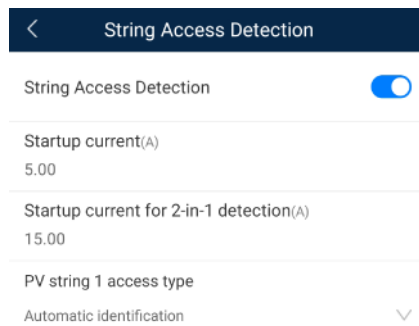 String Access Detection
String Access Detection
Startup current(A)
5.00
Startup current for 2-in-1 detection(A)
15.00
PV string 1 access type
Automatic identification